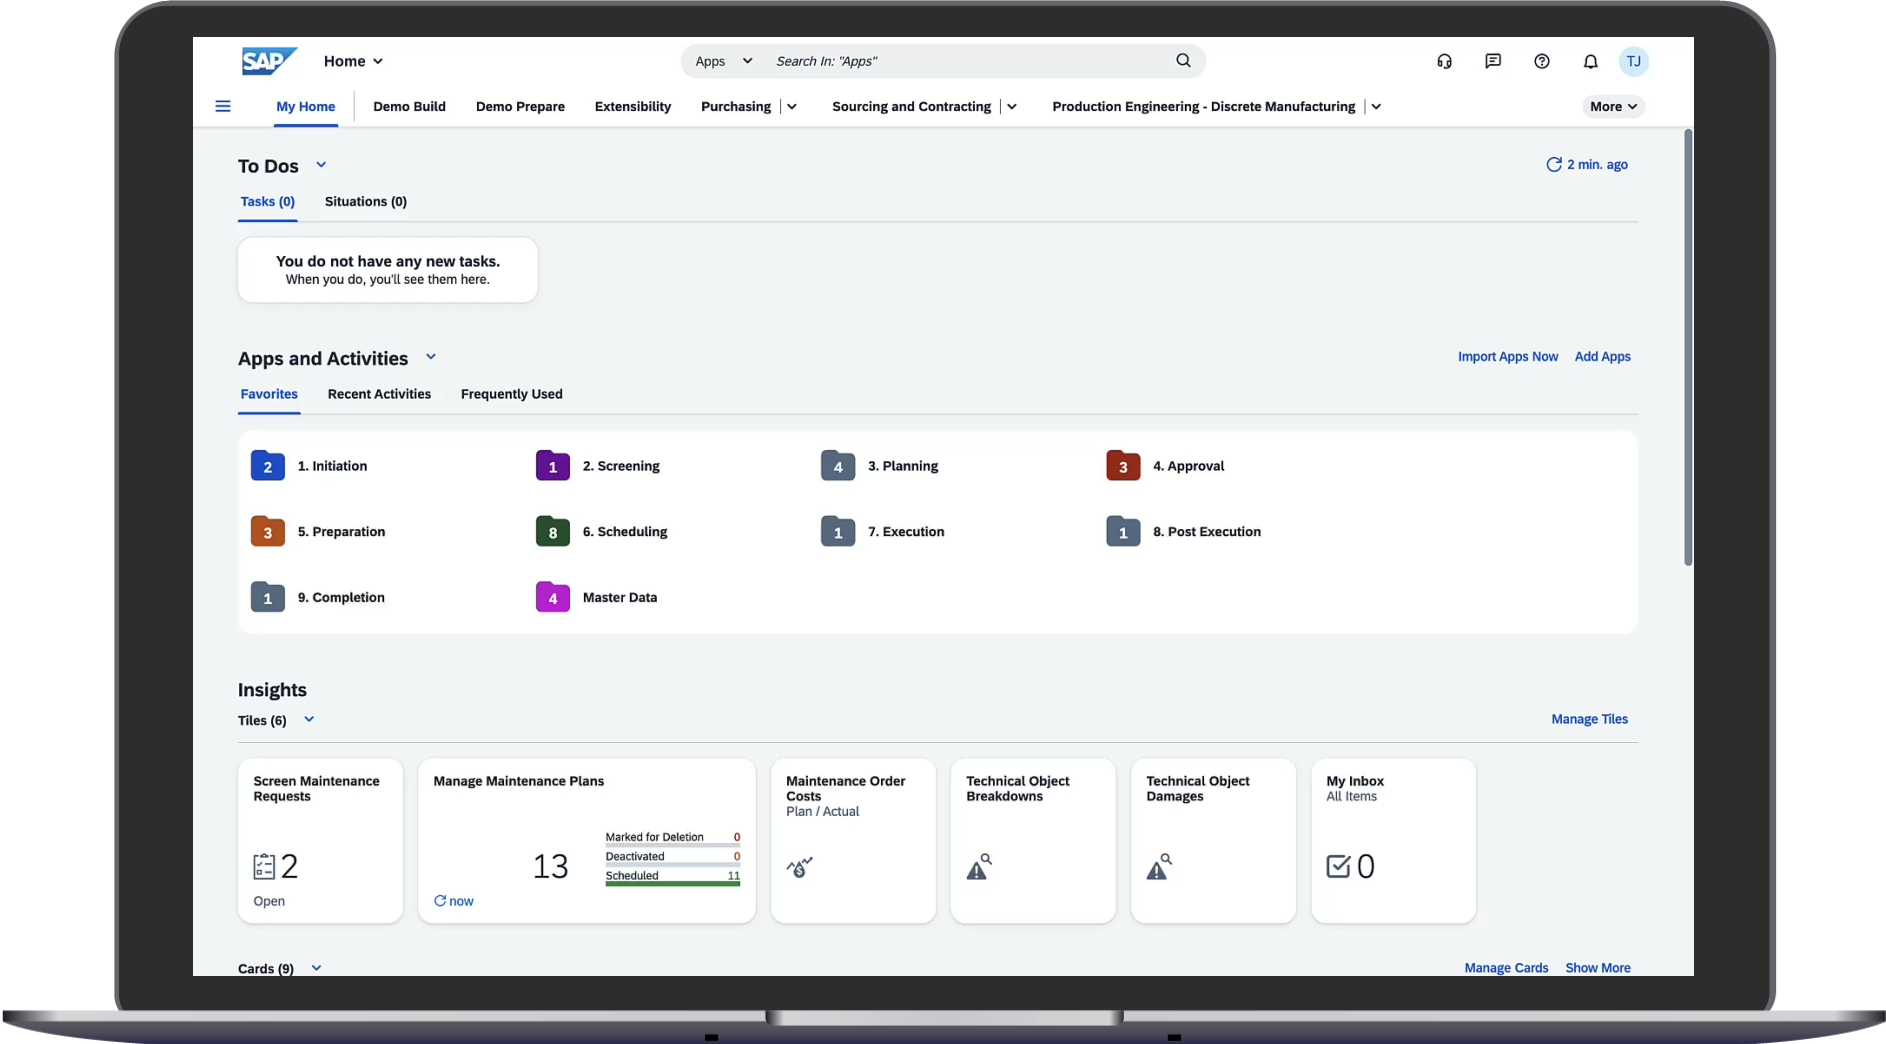 SAP
Home
Apps
Search In: "Apps"
TJ
My Home
Demo Build
Demo Prepare
Extensibility
Purchasing
Sourcing and Contracting
Production Engineering - Discrete Manufacturing
More
To Dos
2 min. ago
Tasks (0)
Situations (0)
You do not have any new tasks.
When you do, you'll see them here.
Apps and Activities
Import Apps Now
Add Apps
Favorites
Recent Activities
Frequently Used
2 1. Initiation
1 2. Screening
4 3. Planning
3 4. Approval
3 5. Preparation
8 6. Scheduling
1 7. Execution
1 8. Post Execution
1 9. Completion
4 Master Data
Insights
Tiles (6)
Manage Tiles
Screen Maintenance
Requests
2
Open
Manage Maintenance Plans
13
Marked for Deletion 0
Deactivated 0
Scheduled 11
now
Maintenance Order
Costs
Plan / Actual
Technical Object
Breakdowns
Technical Object
Damages
My Inbox
All Items
0
Cards (9)
Manage Cards
Show More